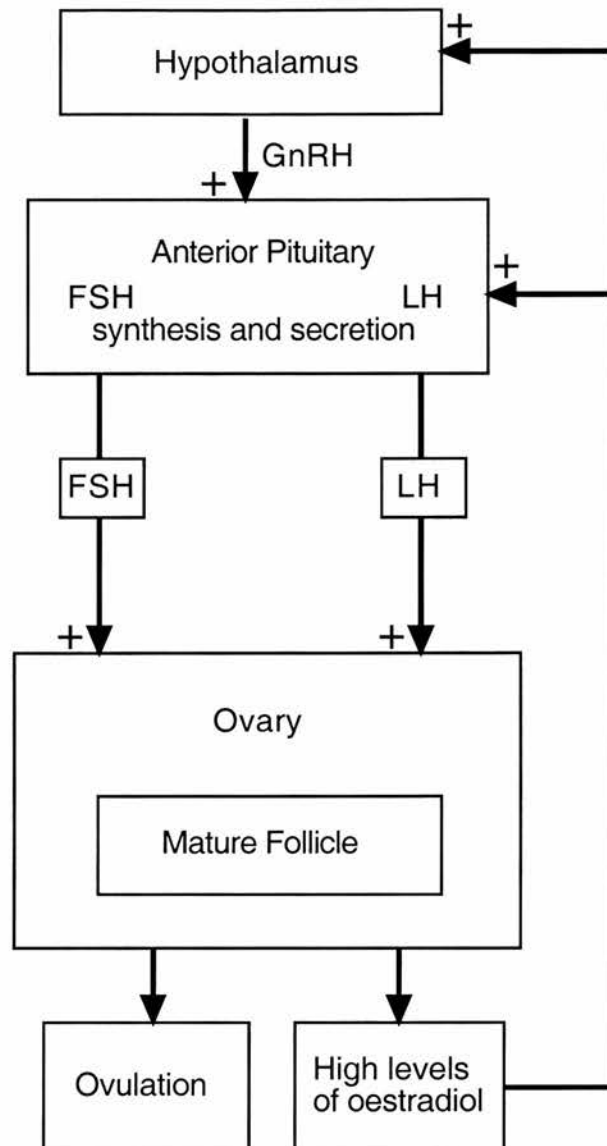 +
Hypothalamus
GnRH
+
Anterior Pituitary
+
FSH LH
synthesis and secretion
FSH LH
+ +
Ovary
Mature Follicle
Ovulation
High levels
of oestradiol